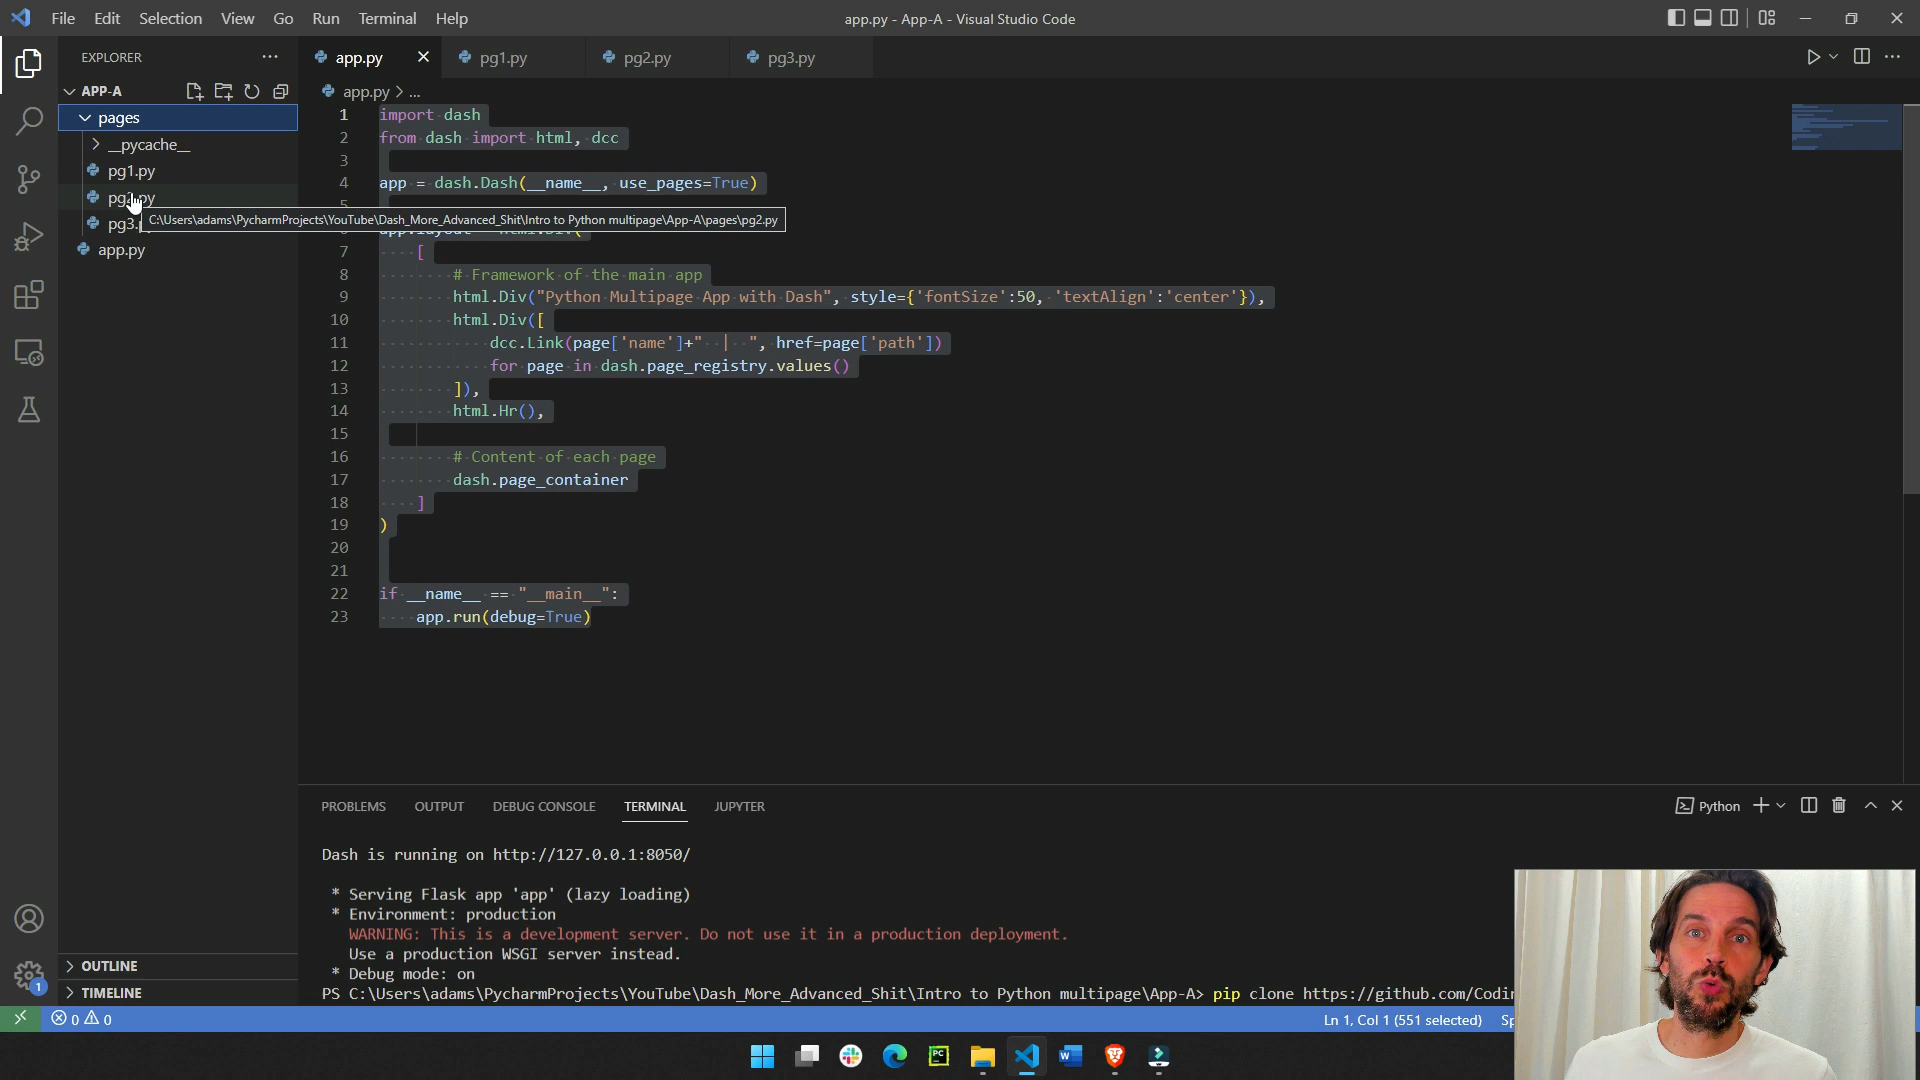 File Edit Selection View Go Run Terminal Help
app.py - App-A - Visual Studio Code
EXPLORER
APP-A
pages
__pycache__
pg1.py
pg2.py
C:\Users\adams\PycharmProjects\YouTube\Dash_More_Advanced_Shit\Intro to Python multipage\App-A\pages\pg2.py
pg3.
app.py
OUTLINE
TIMELINE
app.py pg1.py pg2.py pg3.py
app.py > ...
1 import dash
2 from dash import html, dcc
3
4 app = dash.Dash(__name__, use_pages=True)
5
7 [
8 # Framework of the main app
9 html.Div("Python Multipage App with Dash", style={'fontSize':50, 'textAlign':'center'}),
10 html.Div([
11 dcc.Link(page['name']+"  |  ", href=page['path'])
12 for page in dash.page_registry.values()
13 ]),
14 html.Hr(),
15
16 # Content of each page
17 dash.page_container
18 ]
19 )
20
21
22 if __name__ == "__main__":
23 app.run(debug=True)
PROBLEMS OUTPUT DEBUG CONSOLE TERMINAL JUPYTER
Python
Dash is running on http://127.0.0.1:8050/
* Serving Flask app 'app' (lazy loading)
* Environment: production
WARNING: This is a development server. Do not use it in a production deployment.
Use a production WSGI server instead.
* Debug mode: on
PS C:\Users\adams\PycharmProjects\YouTube\Dash_More_Advanced_Shit\Intro to Python multipage\App-A> pip clone https://github.com/Codin
1
0 0
Ln 1, Col 1 (551 selected) Sp
PC
W